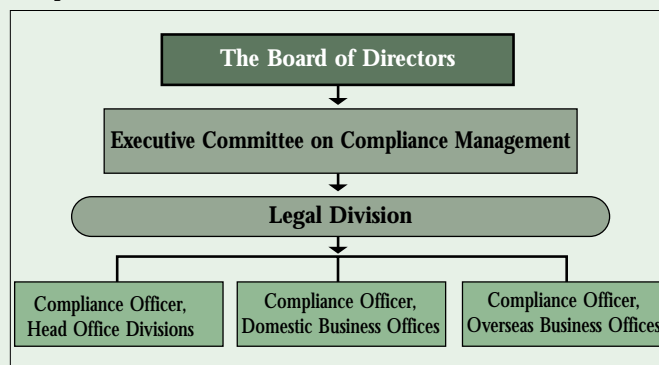 The Board of Directors
Executive Committee on Compliance Management
Legal Division
Compliance Officer,
Head Office Divisions
Compliance Officer,
Domestic Business Offices
Compliance Officer,
Overseas Business Offices